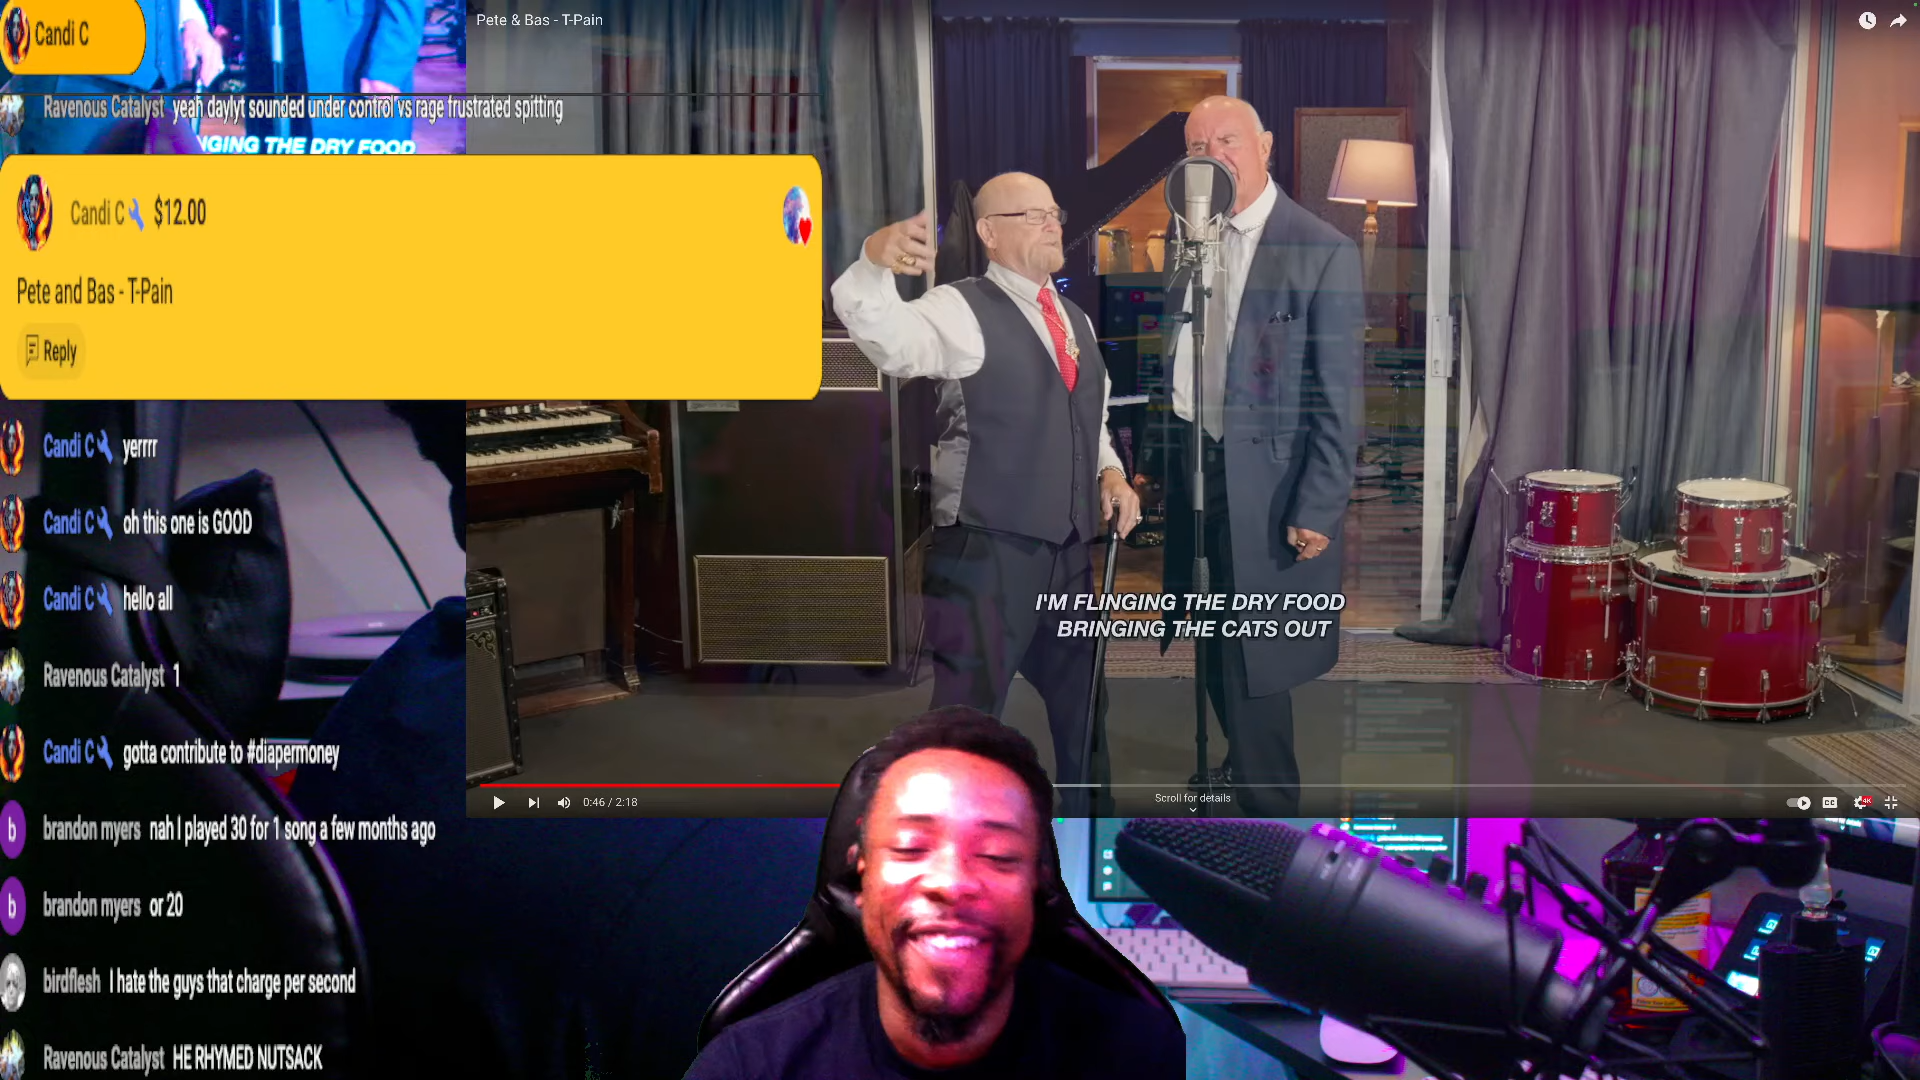 Candi C
Ravenous Catalyst yeah daylyt sounded under control vs rage frustrated spitting
NGING THE DRY FOOD
Candi C $12.00
Pete and Bas - T-Pain
Reply
Candi C yerrrr
Candi C oh this one is GOOD
Candi C hello all
Ravenous Catalyst 1
Candi C gotta contribute to #diapermoney
b brandon myers nah I played 30 for 1 song a few months ago
b brandon myers or 20
birdflesh I hate the guys that charge per second
Ravenous Catalyst HE RHYMED NUTSACK
Pete & Bas - T-Pain
I'M FLINGING THE DRY FOOD
BRINGING THE CATS OUT
0:46 / 2:18
Scroll for details
CC
4K